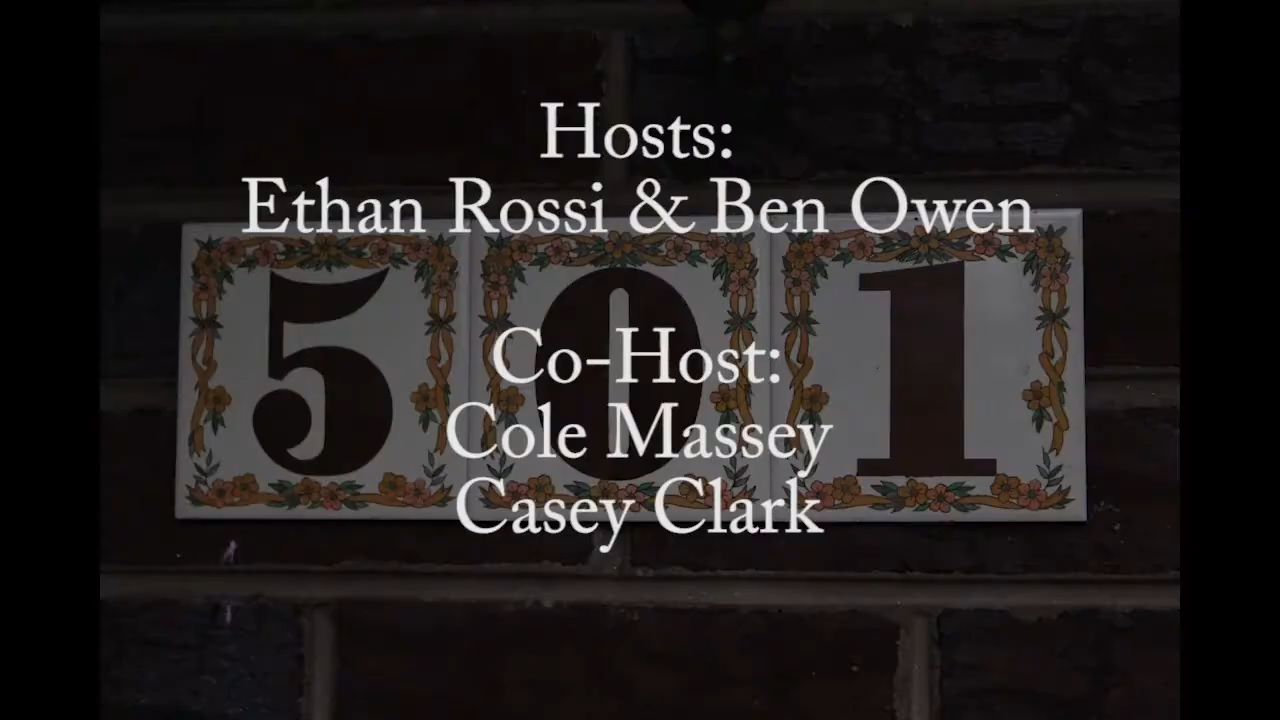 Hosts:
Ethan Rossi & Ben Owen
501
Co-Host:
Cole Massey
Casey Clark